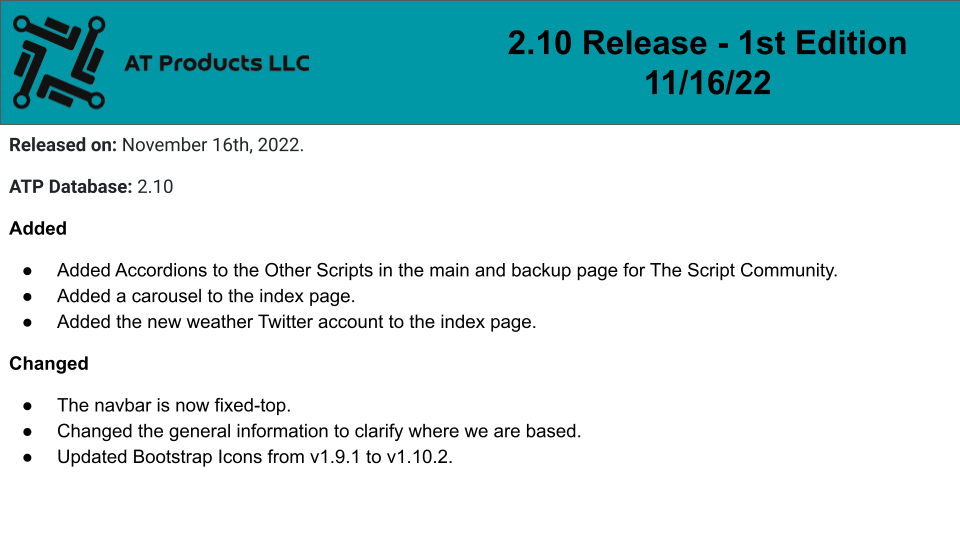 AT Products LLC
2.10 Release - 1st Edition
11/16/22
Released on: November 16th, 2022.
ATP Database: 2.10
Added
● Added Accordions to the Other Scripts in the main and backup page for The Script Community.
● Added a carousel to the index page.
● Added the new weather Twitter account to the index page.
Changed
● The navbar is now fixed-top.
● Changed the general information to clarify where we are based.
● Updated Bootstrap Icons from v1.9.1 to v1.10.2.